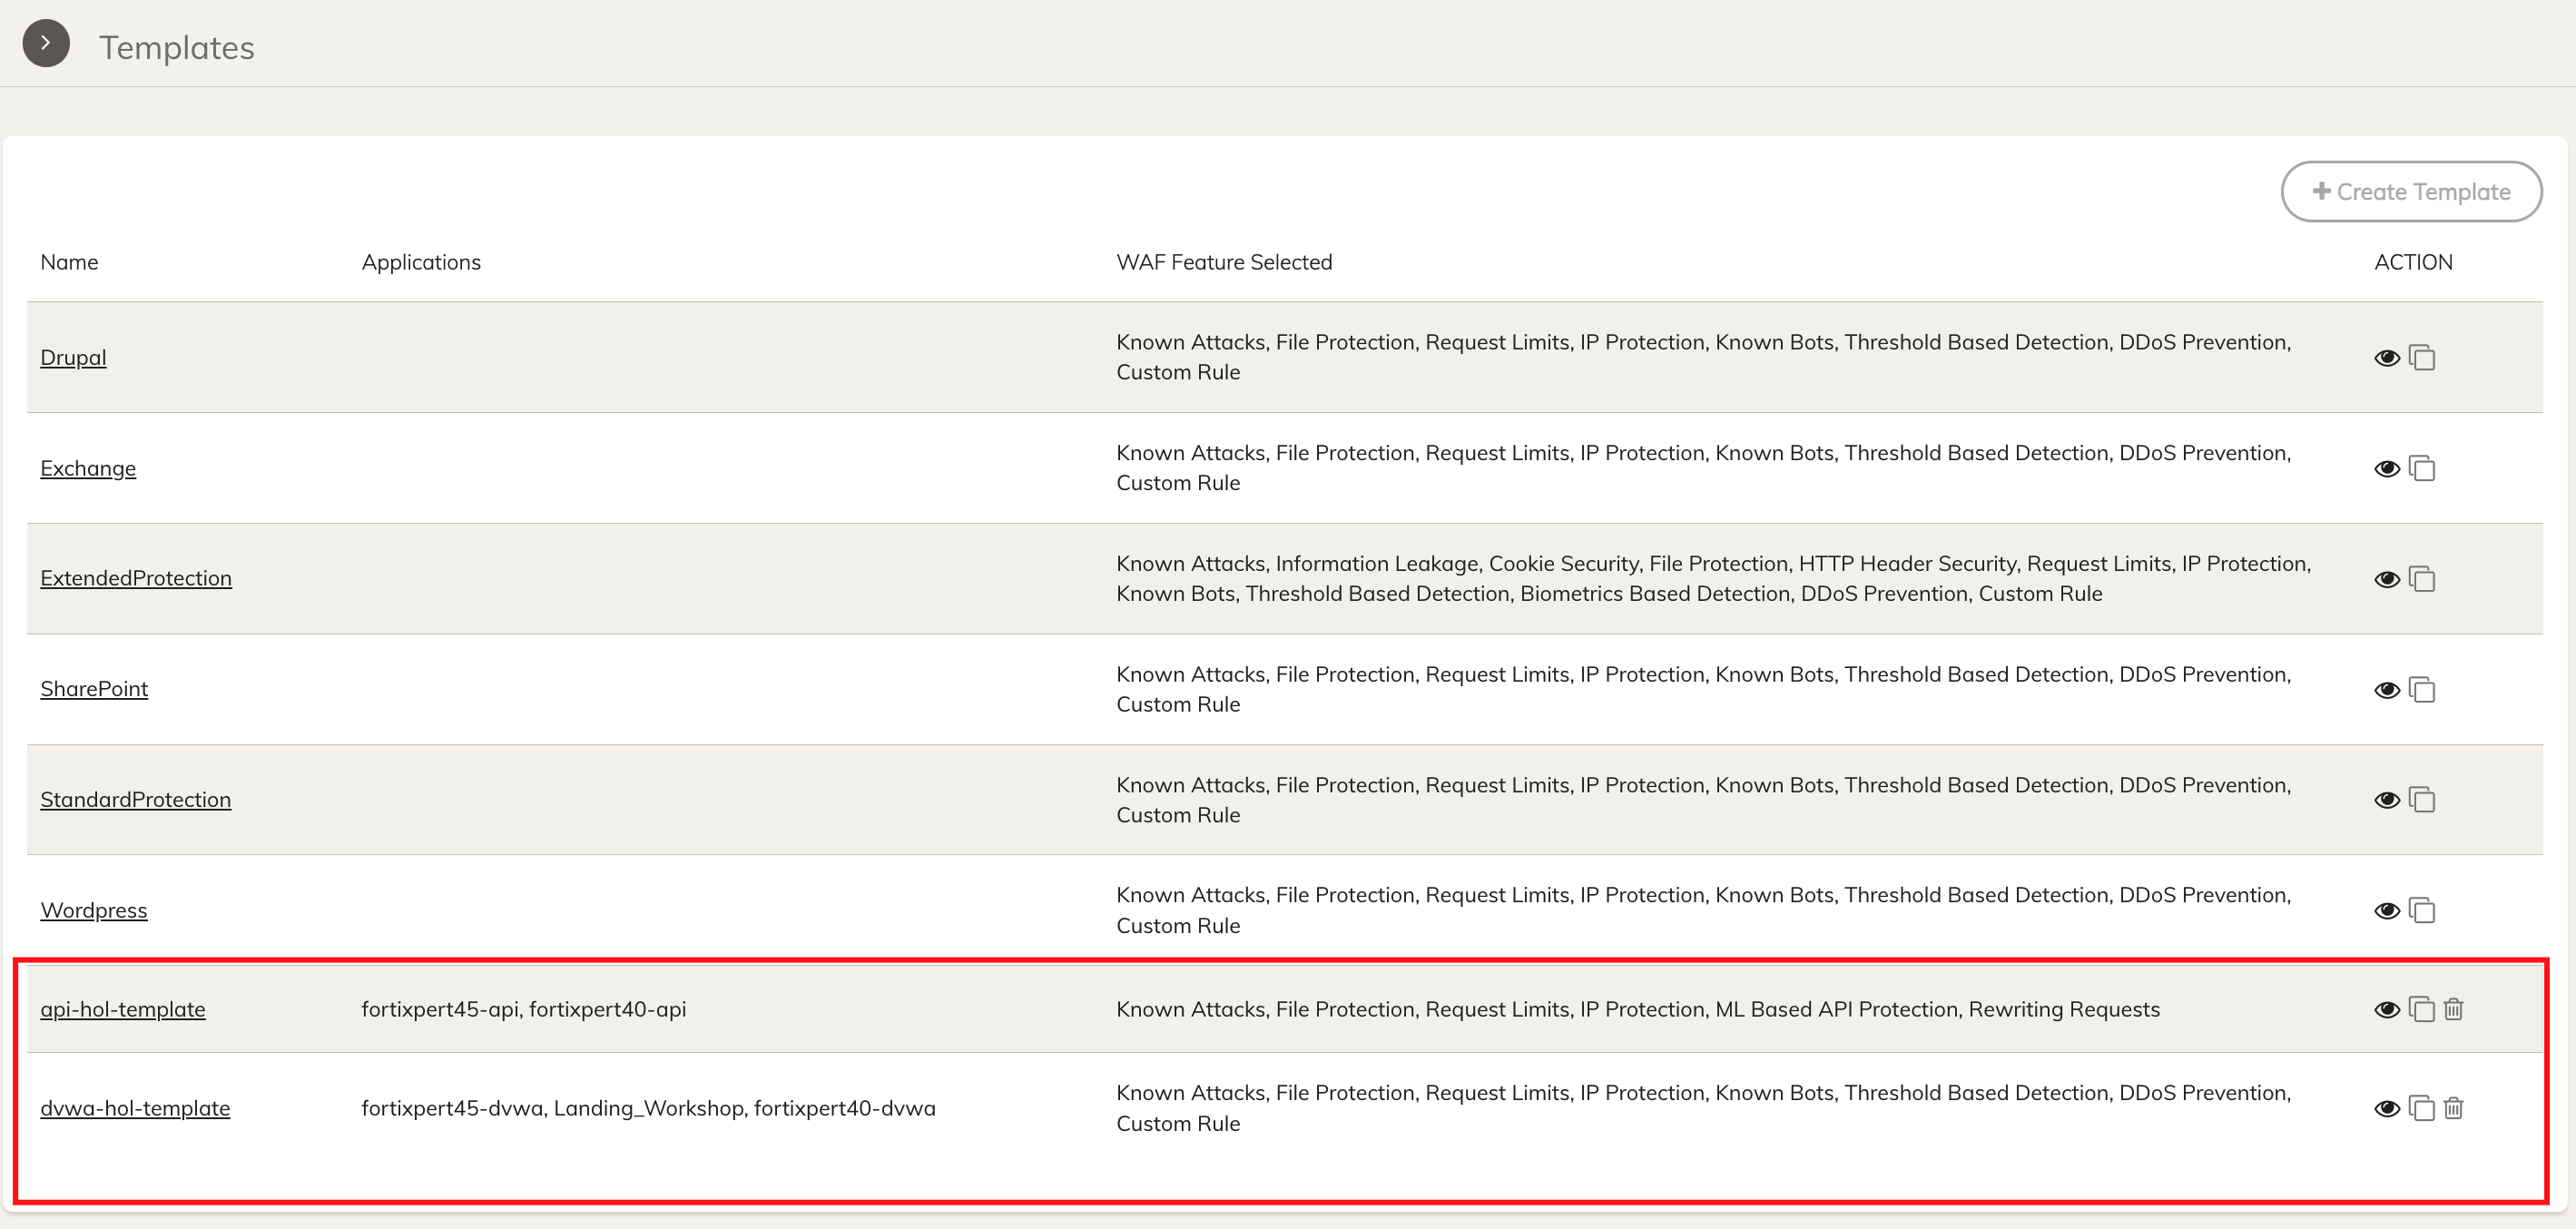 Templates
Create Template
Name Applications WAF Feature Selected ACTION
Drupal Known Attacks, File Protection, Request Limits, IP Protection, Known Bots, Threshold Based Detection, DDoS Prevention,
Custom Rule
Exchange Known Attacks, File Protection, Request Limits, IP Protection, Known Bots, Threshold Based Detection, DDoS Prevention,
Custom Rule
ExtendedProtection Known Attacks, Information Leakage, Cookie Security, File Protection, HTTP Header Security, Request Limits, IP Protection,
Known Bots, Threshold Based Detection, Biometrics Based Detection, DDoS Prevention, Custom Rule
SharePoint Known Attacks, File Protection, Request Limits, IP Protection, Known Bots, Threshold Based Detection, DDoS Prevention,
Custom Rule
StandardProtection Known Attacks, File Protection, Request Limits, IP Protection, Known Bots, Threshold Based Detection, DDoS Prevention,
Custom Rule
Wordpress Known Attacks, File Protection, Request Limits, IP Protection, Known Bots, Threshold Based Detection, DDoS Prevention,
Custom Rule
api-hol-template fortixpert45-api, fortixpert40-api Known Attacks, File Protection, Request Limits, IP Protection, ML Based API Protection, Rewriting Requests
dvwa-hol-template fortixpert45-dvwa, Landing_Workshop, fortixpert40-dvwa Known Attacks, File Protection, Request Limits, IP Protection, Known Bots, Threshold Based Detection, DDoS Prevention,
Custom Rule